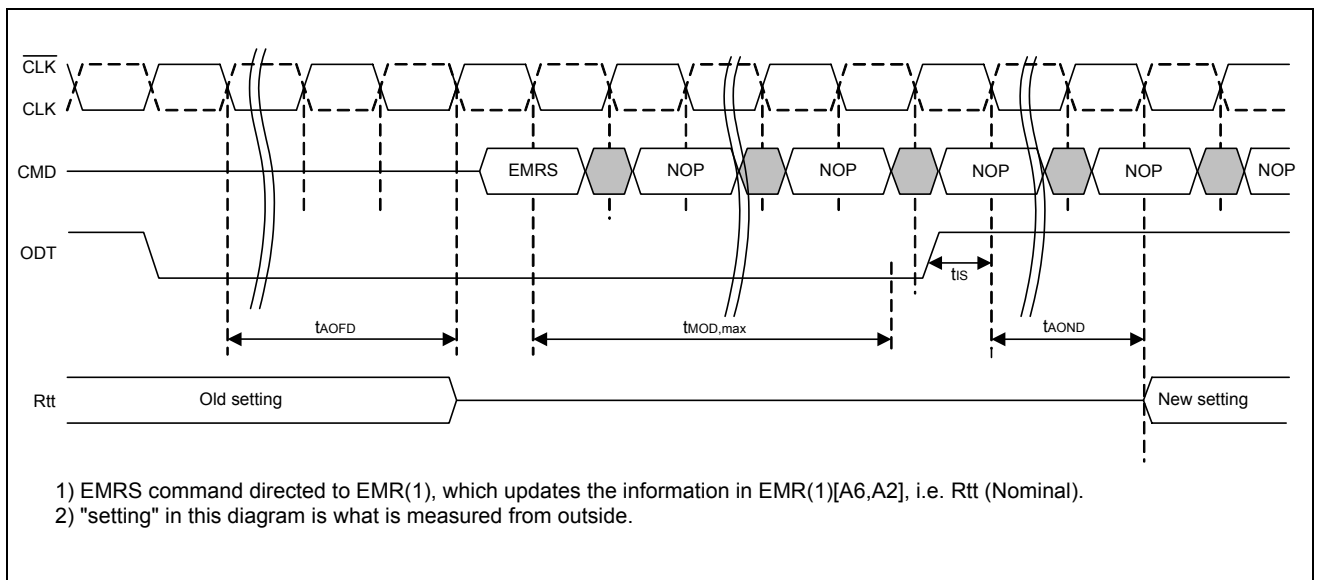 CLK
CLK
CMD EMRS NOP NOP NOP NOP NOP
ODT
tIS
tAOFD tMOD,max tAOND
Rtt Old setting New setting
1) EMRS command directed to EMR(1), which updates the information in EMR(1)[A6,A2], i.e. Rtt (Nominal).
2) "setting" in this diagram is what is measured from outside.